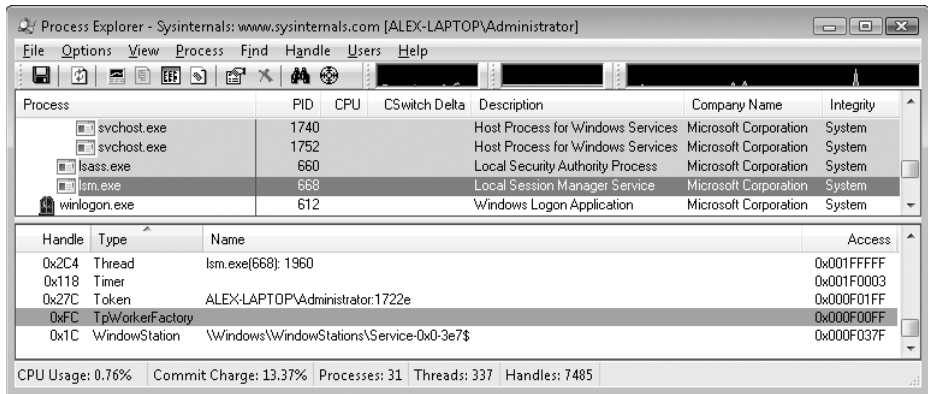 Process Explorer - Sysinternals: www.sysinternals.com [ALEX-LAPTOP\Administrator]
File Options View Process Find Handle Users Help
Process PID CPU CSwitch Delta Description Company Name Integrity
svchost.exe 1740 Host Process for Windows Services Microsoft Corporation System
svchost.exe 1752 Host Process for Windows Services Microsoft Corporation System
lsass.exe 660 Local Security Authority Process Microsoft Corporation System
lsm.exe 668 Local Session Manager Service Microsoft Corporation System
winlogon.exe 612 Windows Logon Application Microsoft Corporation System
Handle Type Name Access
0x2C4 Thread lsm.exe(668): 1960 0x001FFFFF
0x118 Timer 0x001F0003
0x27C Token ALEX-LAPTOP\Administrator:1722e 0x000F01FF
0xFC TpWorkerFactory 0x000F00FF
0x1C WindowStation \Windows\WindowStations\Service-0x0-3e7$ 0x000F037F
CPU Usage: 0.76% Commit Charge: 13.37% Processes: 31 Threads: 337 Handles: 7485